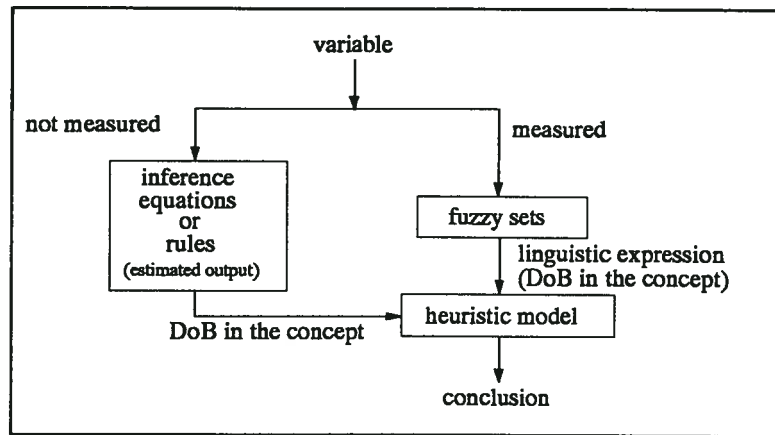 variable
not measured
measured
inference
equations
or
rules
(estimated output)
fuzzy sets
linguistic expression
(DoB in the concept)
DoB in the concept
heuristic model
conclusion